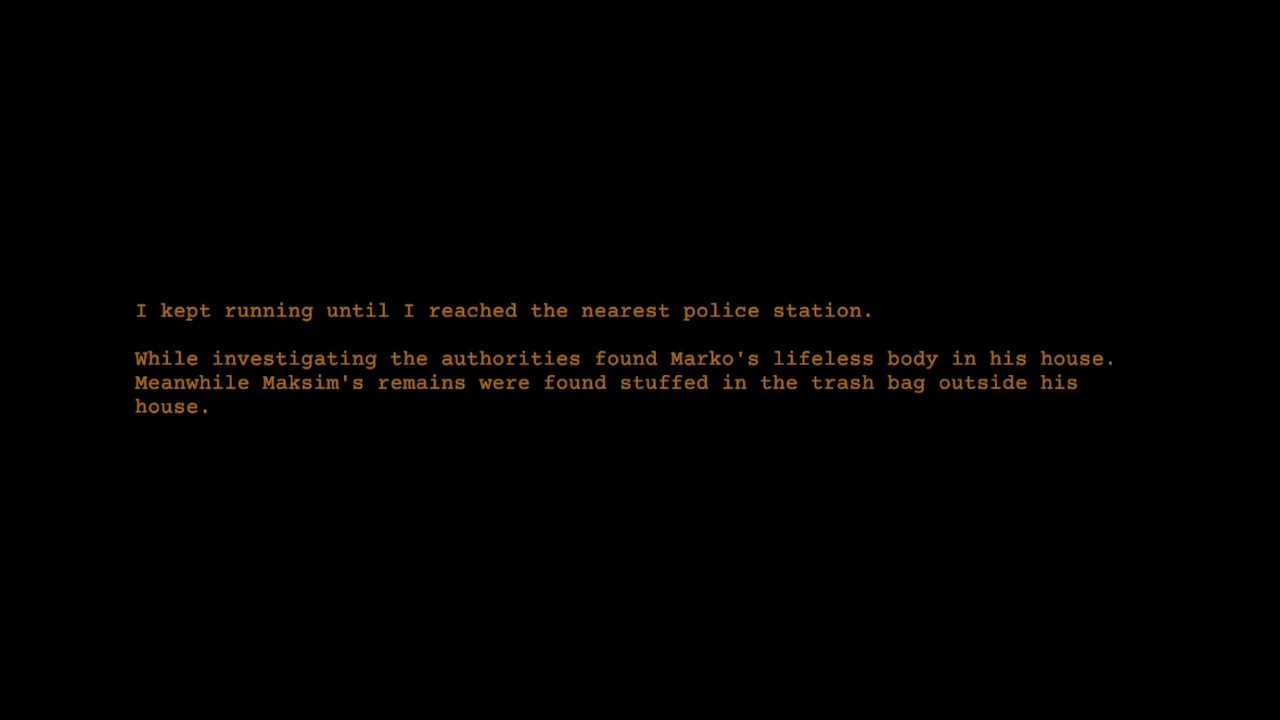 I kept running until I reached the nearest police station.
While investigating the authorities found Marko's lifeless body in his house.
Meanwhile Maksim's remains were found stuffed in the trash bag outside his
house.